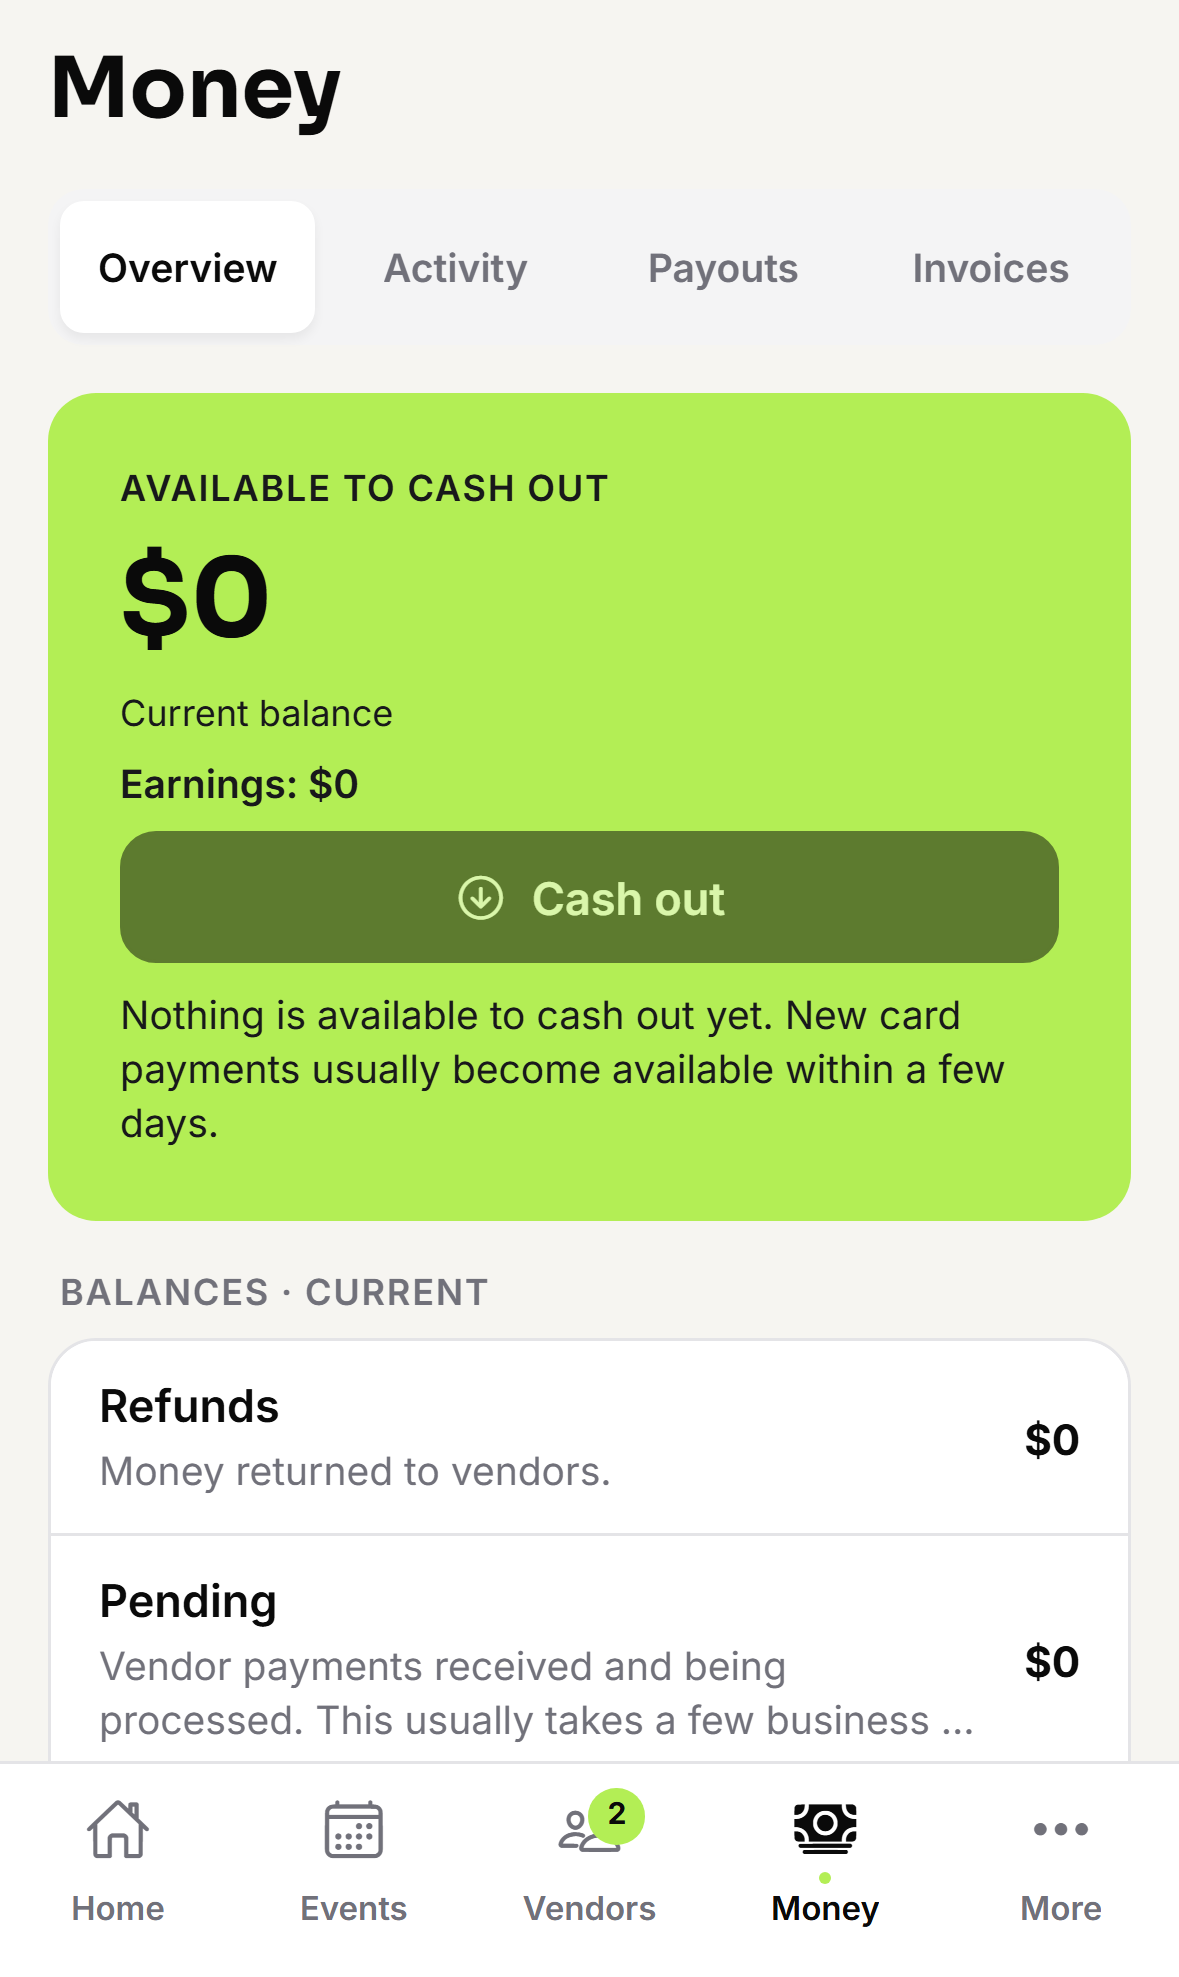 Money
Overview
Activity
Payouts
Invoices
AVAILABLE TO CASH OUT
$0
Current balance
Earnings: $0
Cash out
Nothing is available to cash out yet. New card
payments usually become available within a few
days.
BALANCES · CURRENT
Refunds
Money returned to vendors.
$0
Pending
Vendor payments received and being
processed. This usually takes a few business ...
$0
2
Home
Events
Vendors
Money
More